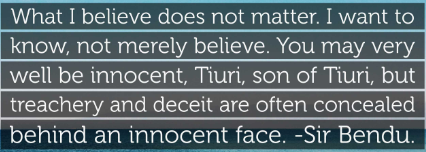 What I believe does not matter. I want to
know, not merely believe. You may very
well be innocent, Tiuri, son of Tiuri, but
treachery and deceit are often concealed
behind an innocent face. -Sir Bendu.